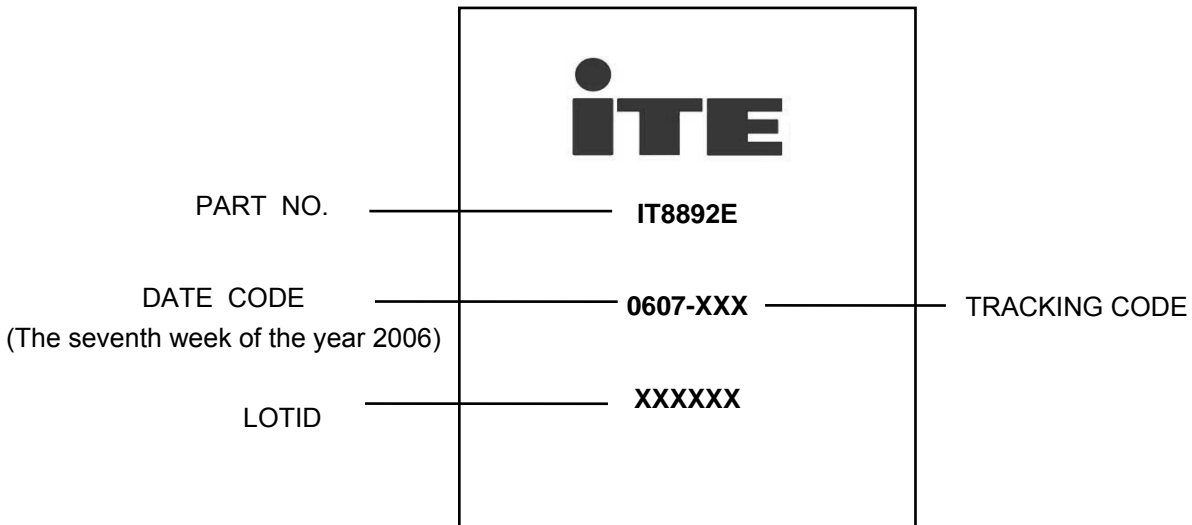 iTE
PART NO. IT8892E
DATE CODE 0607-XXX TRACKING CODE
(The seventh week of the year 2006)
LOTID XXXXXX